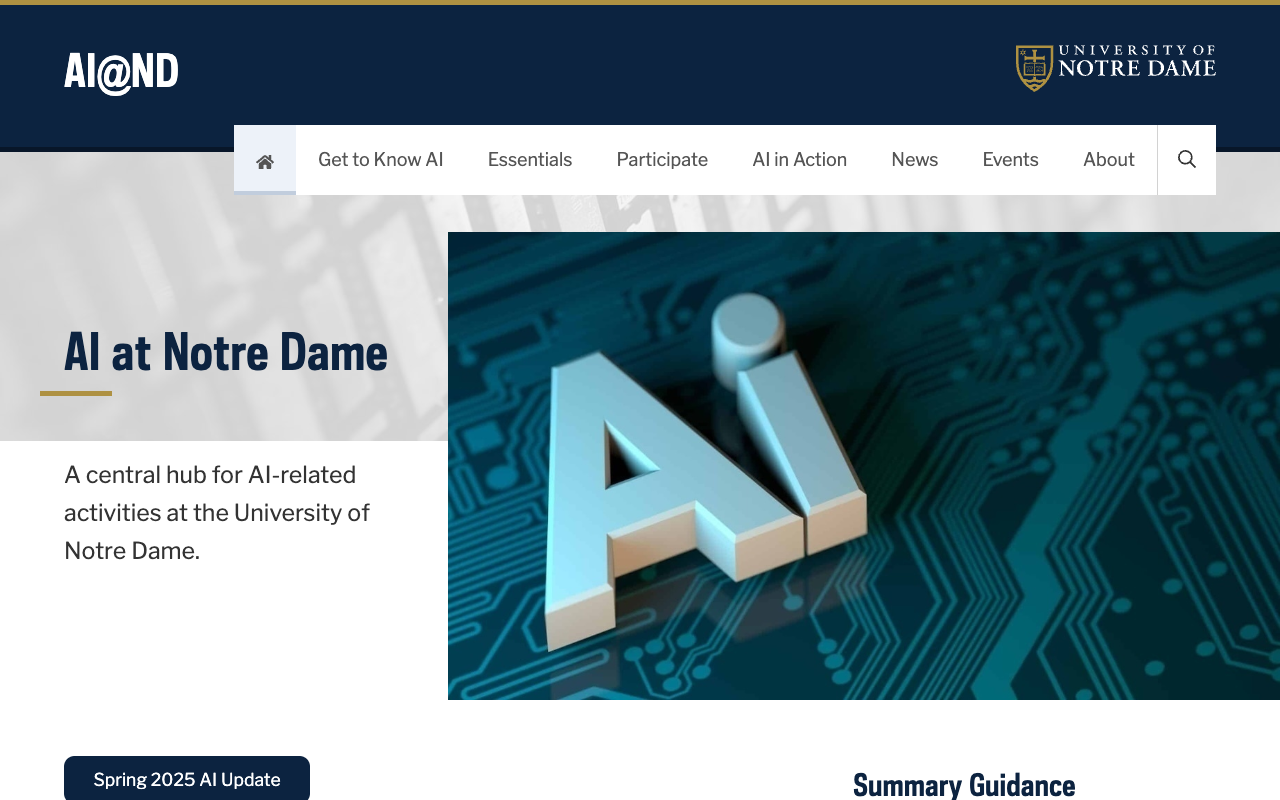 AI@ND
UNIVERSITY OF
NOTRE DAME
Get to Know AI
Essentials
Participate
AI in Action
News
Events
About
AI at Notre Dame
A central hub for AI-related
activities at the University of
Notre Dame.
Ai
Spring 2025 AI Update
Summary Guidance